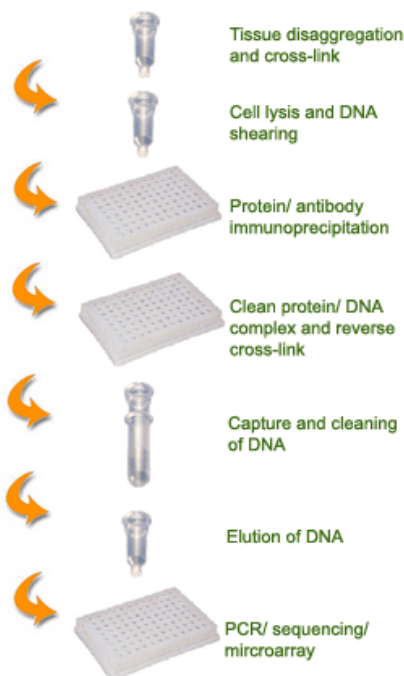 Tissue disaggregation
and cross-link
Cell lysis and DNA
shearing
Protein/ antibody
immunoprecipitation
Clean protein/ DNA
complex and reverse
cross-link
Capture and cleaning
of DNA
Elution of DNA
PCR/ sequencing/
mircroarray